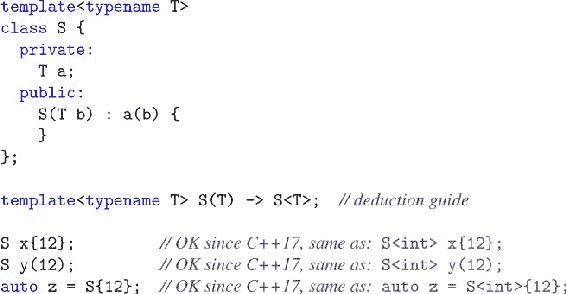 template<typename T>
class S {
private:
T a;
public:
S(T b) : a(b) {
}
};
template<typename T> S(T) -> S<T>; // deduction guide
S x{12}; // OK since C++17, same as: S<int> x{12};
S y(12); // OK since C++17, same as: S<int> y(12);
auto z = S{12}; // OK since C++17, same as: auto z = S<int>{12};